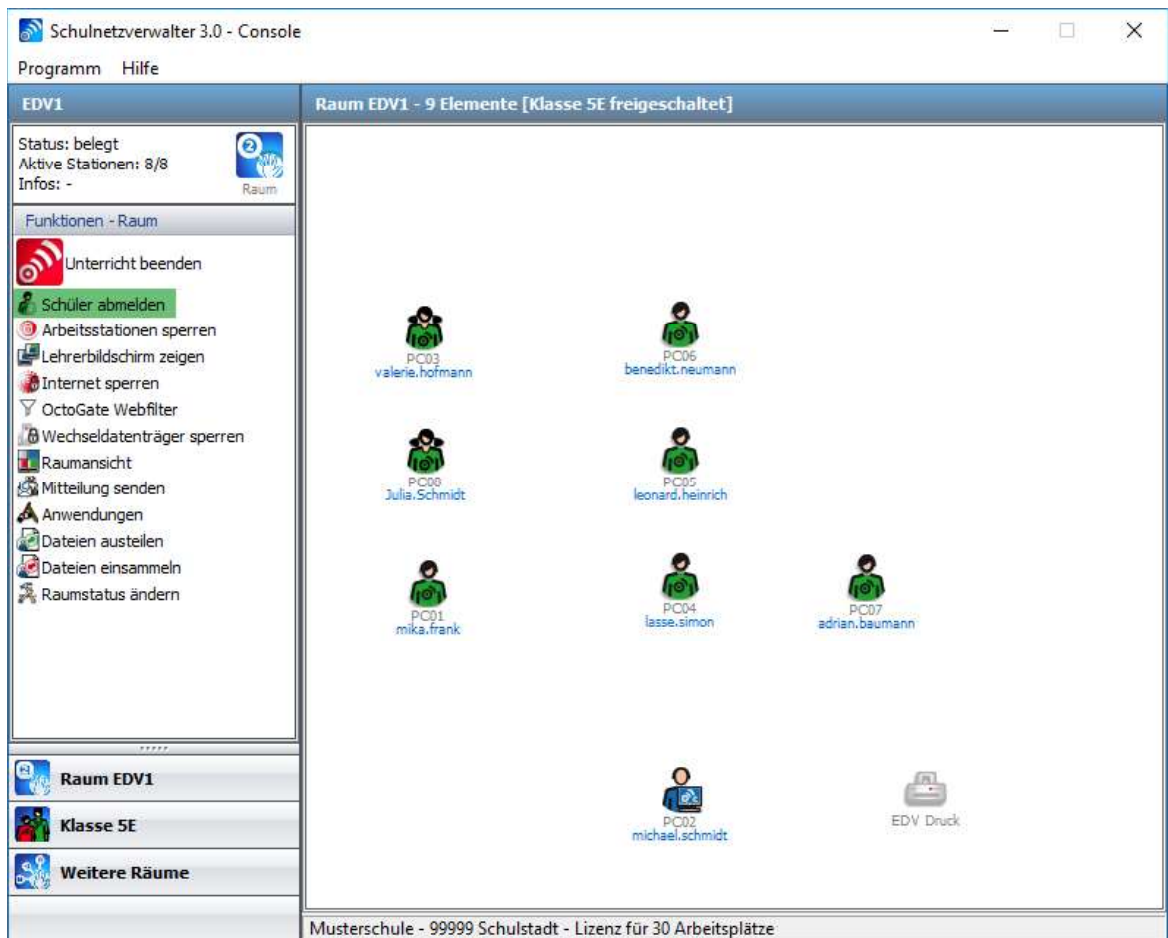 Schulnetzverwalter 3.0 - Console
Programm Hilfe
EDV1
Status: belegt
Aktive Stationen: 8/8
Infos: -
2
Raum
Funktionen - Raum
Unterricht beenden
Schüler abmelden
Arbeitsstationen sperren
Lehrerbildschirm zeigen
Internet sperren
OctoGate Webfilter
Wechseldatenträger sperren
Raumansicht
Mitteilung senden
Anwendungen
Dateien austeilen
Dateien einsammeln
Raumstatus ändern
Raum EDV1
Klasse 5E
Weitere Räume
Raum EDV1 - 9 Elemente [Klasse 5E freigeschaltet]
PC03
valerie.hofmann
PC06
benedikt.neumann
PC00
Julia.Schmidt
PC05
leonard.heinrich
PC01
mika.frank
PC04
lasse.simon
PC07
adrian.baumann
PC02
michael.schmidt
EDV Druck
Musterschule - 99999 Schulstadt - Lizenz für 30 Arbeitsplätze